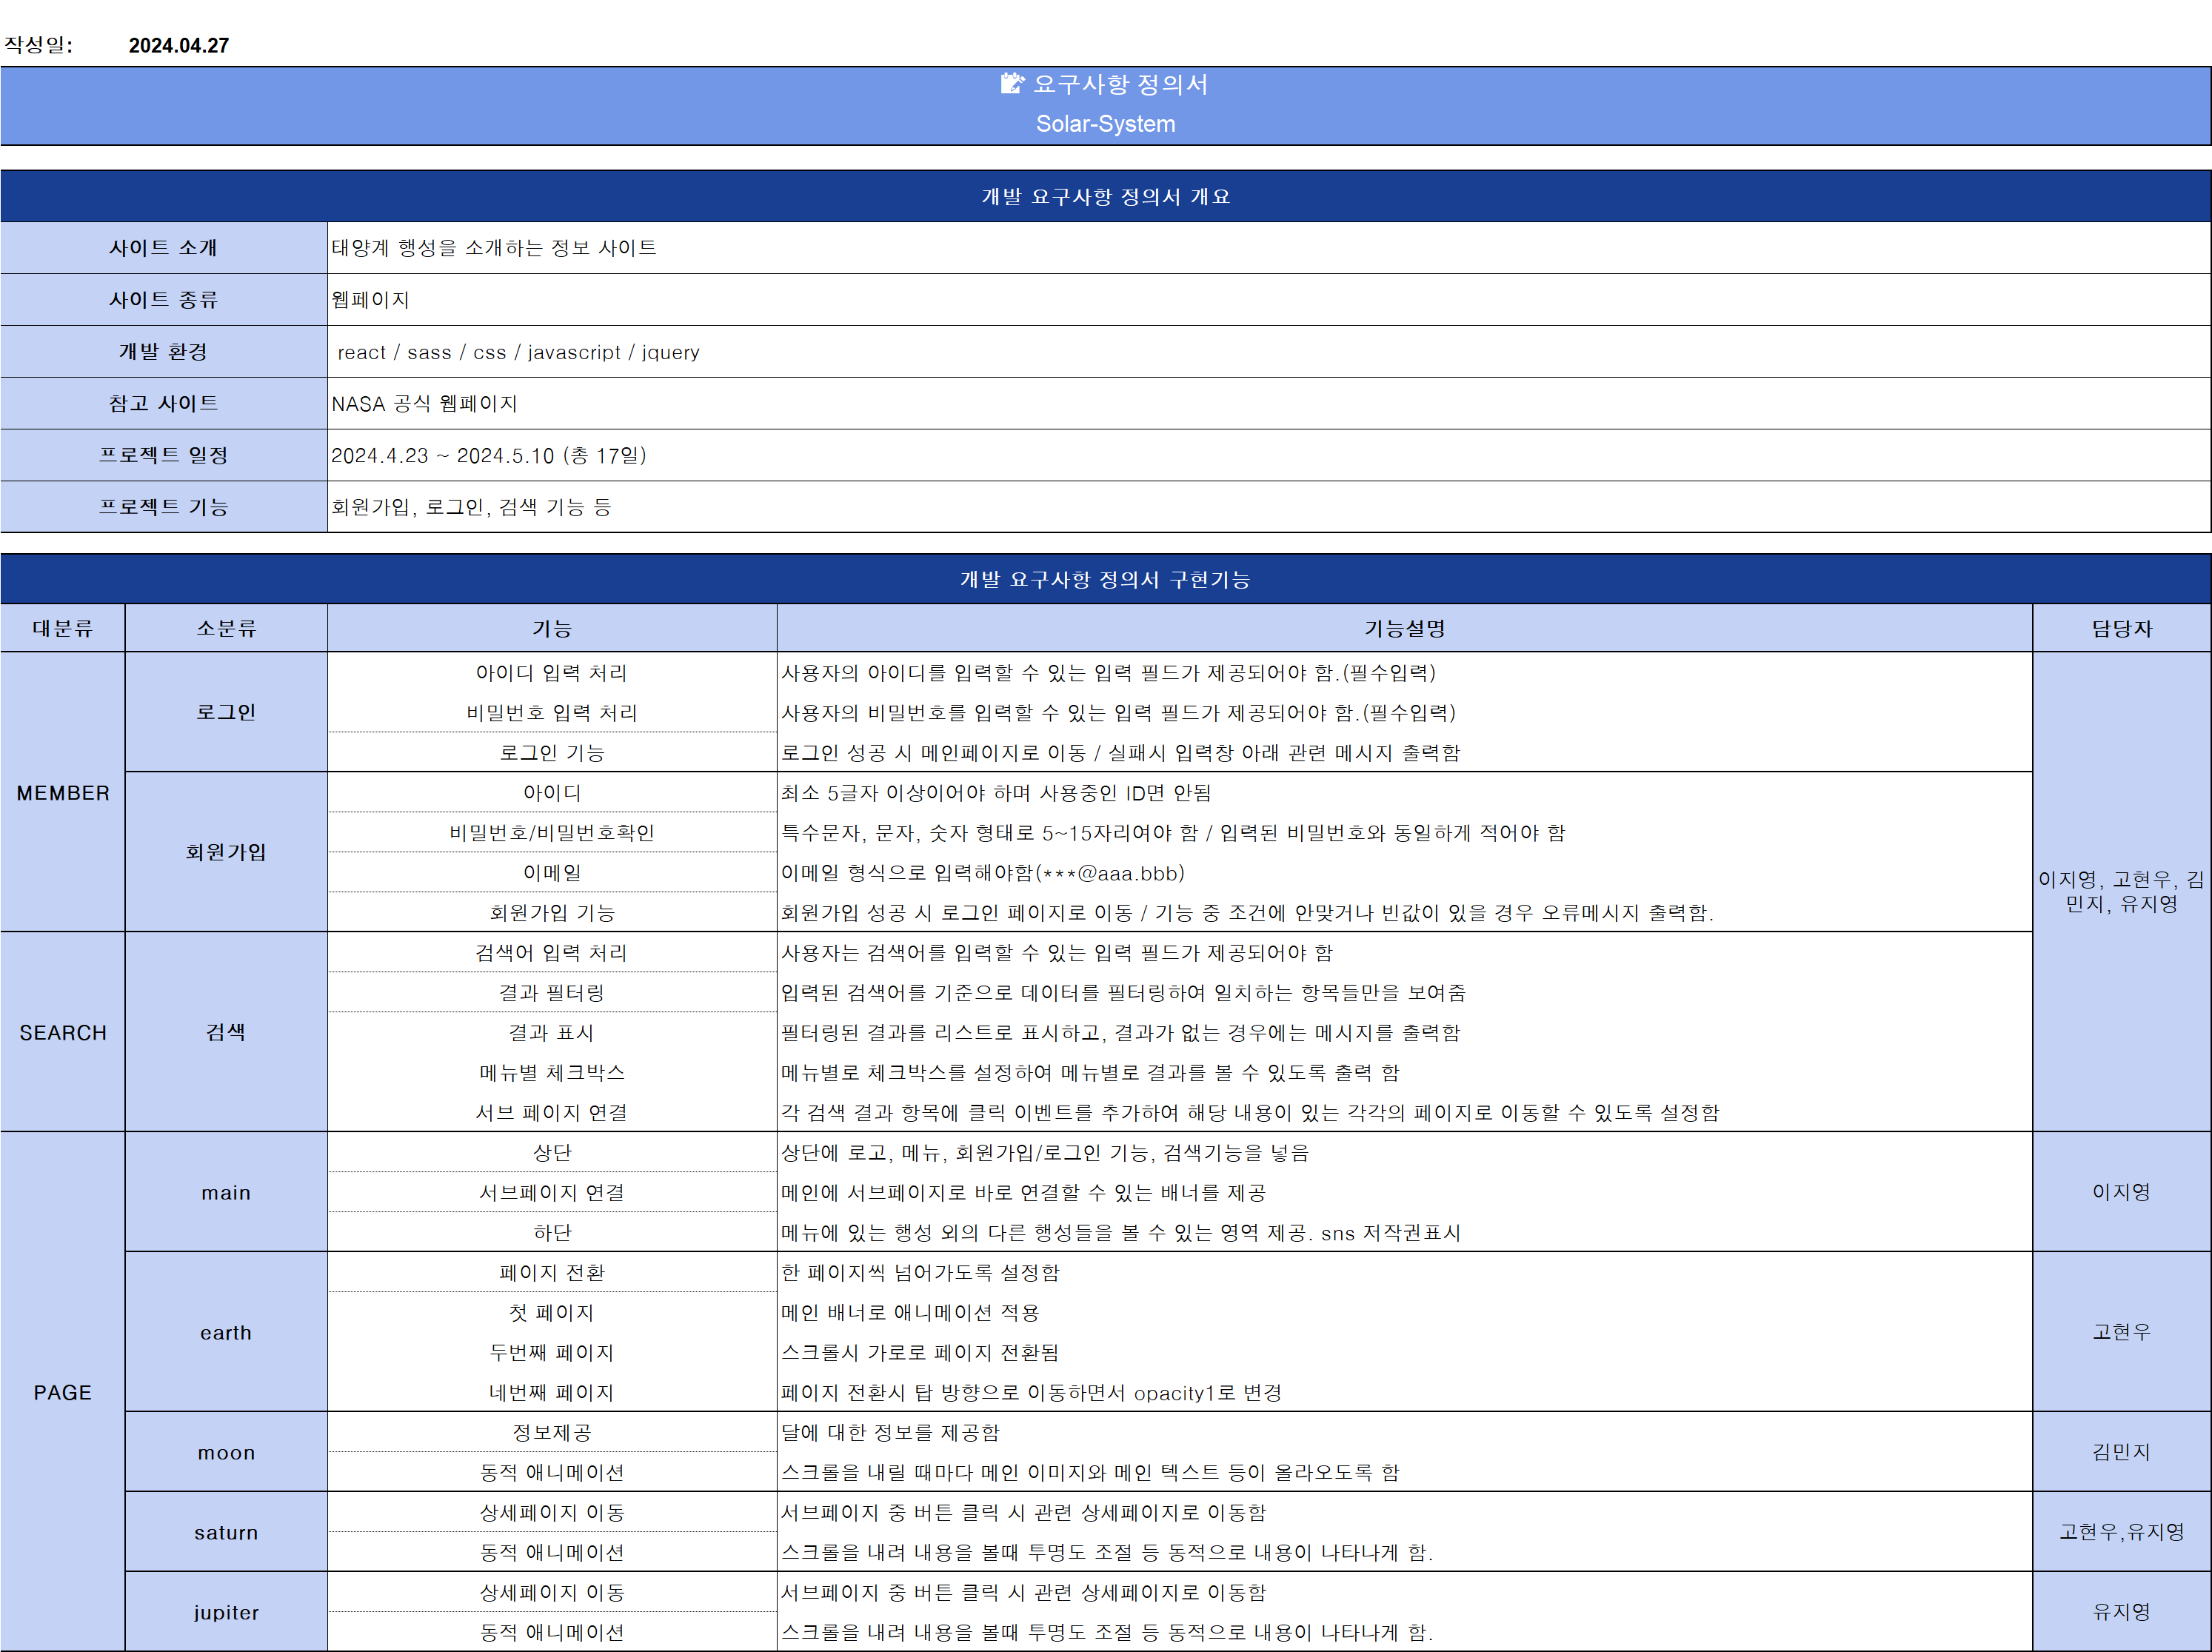 작성일: 2024.04.27
요구사항 정의서
Solar-System
개발 요구사항 정의서 개요
사이트 소개 태양계 행성을 소개하는 정보 사이트
사이트 종류 웹페이지
개발 환경 react / sass / css / javascript / jquery
참고 사이트 NASA 공식 웹페이지
프로젝트 일정 2024.4.23 ~ 2024.5.10 (총 17일)
프로젝트 기능 회원가입, 로그인, 검색 기능 등
개발 요구사항 정의서 구현기능
대분류 소분류 기능 기능설명 담당자
MEMBER
로그인
아이디 입력 처리 사용자의 아이디를 입력할 수 있는 입력 필드가 제공되어야 함.(필수입력)
비밀번호 입력 처리 사용자의 비밀번호를 입력할 수 있는 입력 필드가 제공되어야 함.(필수입력)
로그인 기능 로그인 성공 시 메인페이지로 이동 / 실패시 입력창 아래 관련 메시지 출력함
회원가입
아이디 최소 5글자 이상이어야 하며 사용중인 ID면 안됨
비밀번호/비밀번호확인 특수문자, 문자, 숫자 형태로 5~15자리여야 함 / 입력된 비밀번호와 동일하게 적어야 함
이메일 이메일 형식으로 입력해야함(***@aaa.bbb)
회원가입 기능 회원가입 성공 시 로그인 페이지로 이동 / 기능 중 조건에 안맞거나 빈값이 있을 경우 오류메시지 출력함.
이지영, 고현우, 김
민지, 유지영
SEARCH
검색
검색어 입력 처리 사용자는 검색어를 입력할 수 있는 입력 필드가 제공되어야 함
결과 필터링 입력된 검색어를 기준으로 데이터를 필터링하여 일치하는 항목들만을 보여줌
결과 표시 필터링된 결과를 리스트로 표시하고, 결과가 없는 경우에는 메시지를 출력함
메뉴별 체크박스 메뉴별로 체크박스를 설정하여 메뉴별로 결과를 볼 수 있도록 출력 함
서브 페이지 연결 각 검색 결과 항목에 클릭 이벤트를 추가하여 해당 내용이 있는 각각의 페이지로 이동할 수 있도록 설정함
PAGE
main
상단 상단에 로고, 메뉴, 회원가입/로그인 기능, 검색기능을 넣음
서브페이지 연결 메인에 서브페이지로 바로 연결할 수 있는 배너를 제공
하단 메뉴에 있는 행성 외의 다른 행성들을 볼 수 있는 영역 제공. sns 저작권표시
이지영
earth
페이지 전환 한 페이지씩 넘어가도록 설정함
첫 페이지 메인 배너로 애니메이션 적용
두번째 페이지 스크롤시 가로로 페이지 전환됨
네번째 페이지 페이지 전환시 탑 방향으로 이동하면서 opacity1로 변경
고현우
moon
정보제공 달에 대한 정보를 제공함
동적 애니메이션 스크롤을 내릴 때마다 메인 이미지와 메인 텍스트 등이 올라오도록 함
김민지
saturn
상세페이지 이동 서브페이지 중 버튼 클릭 시 관련 상세페이지로 이동함
동적 애니메이션 스크롤을 내려 내용을 볼때 투명도 조절 등 동적으로 내용이 나타나게 함.
고현우,유지영
jupiter
상세페이지 이동 서브페이지 중 버튼 클릭 시 관련 상세페이지로 이동함
동적 애니메이션 스크롤을 내려 내용을 볼때 투명도 조절 등 동적으로 내용이 나타나게 함.
유지영